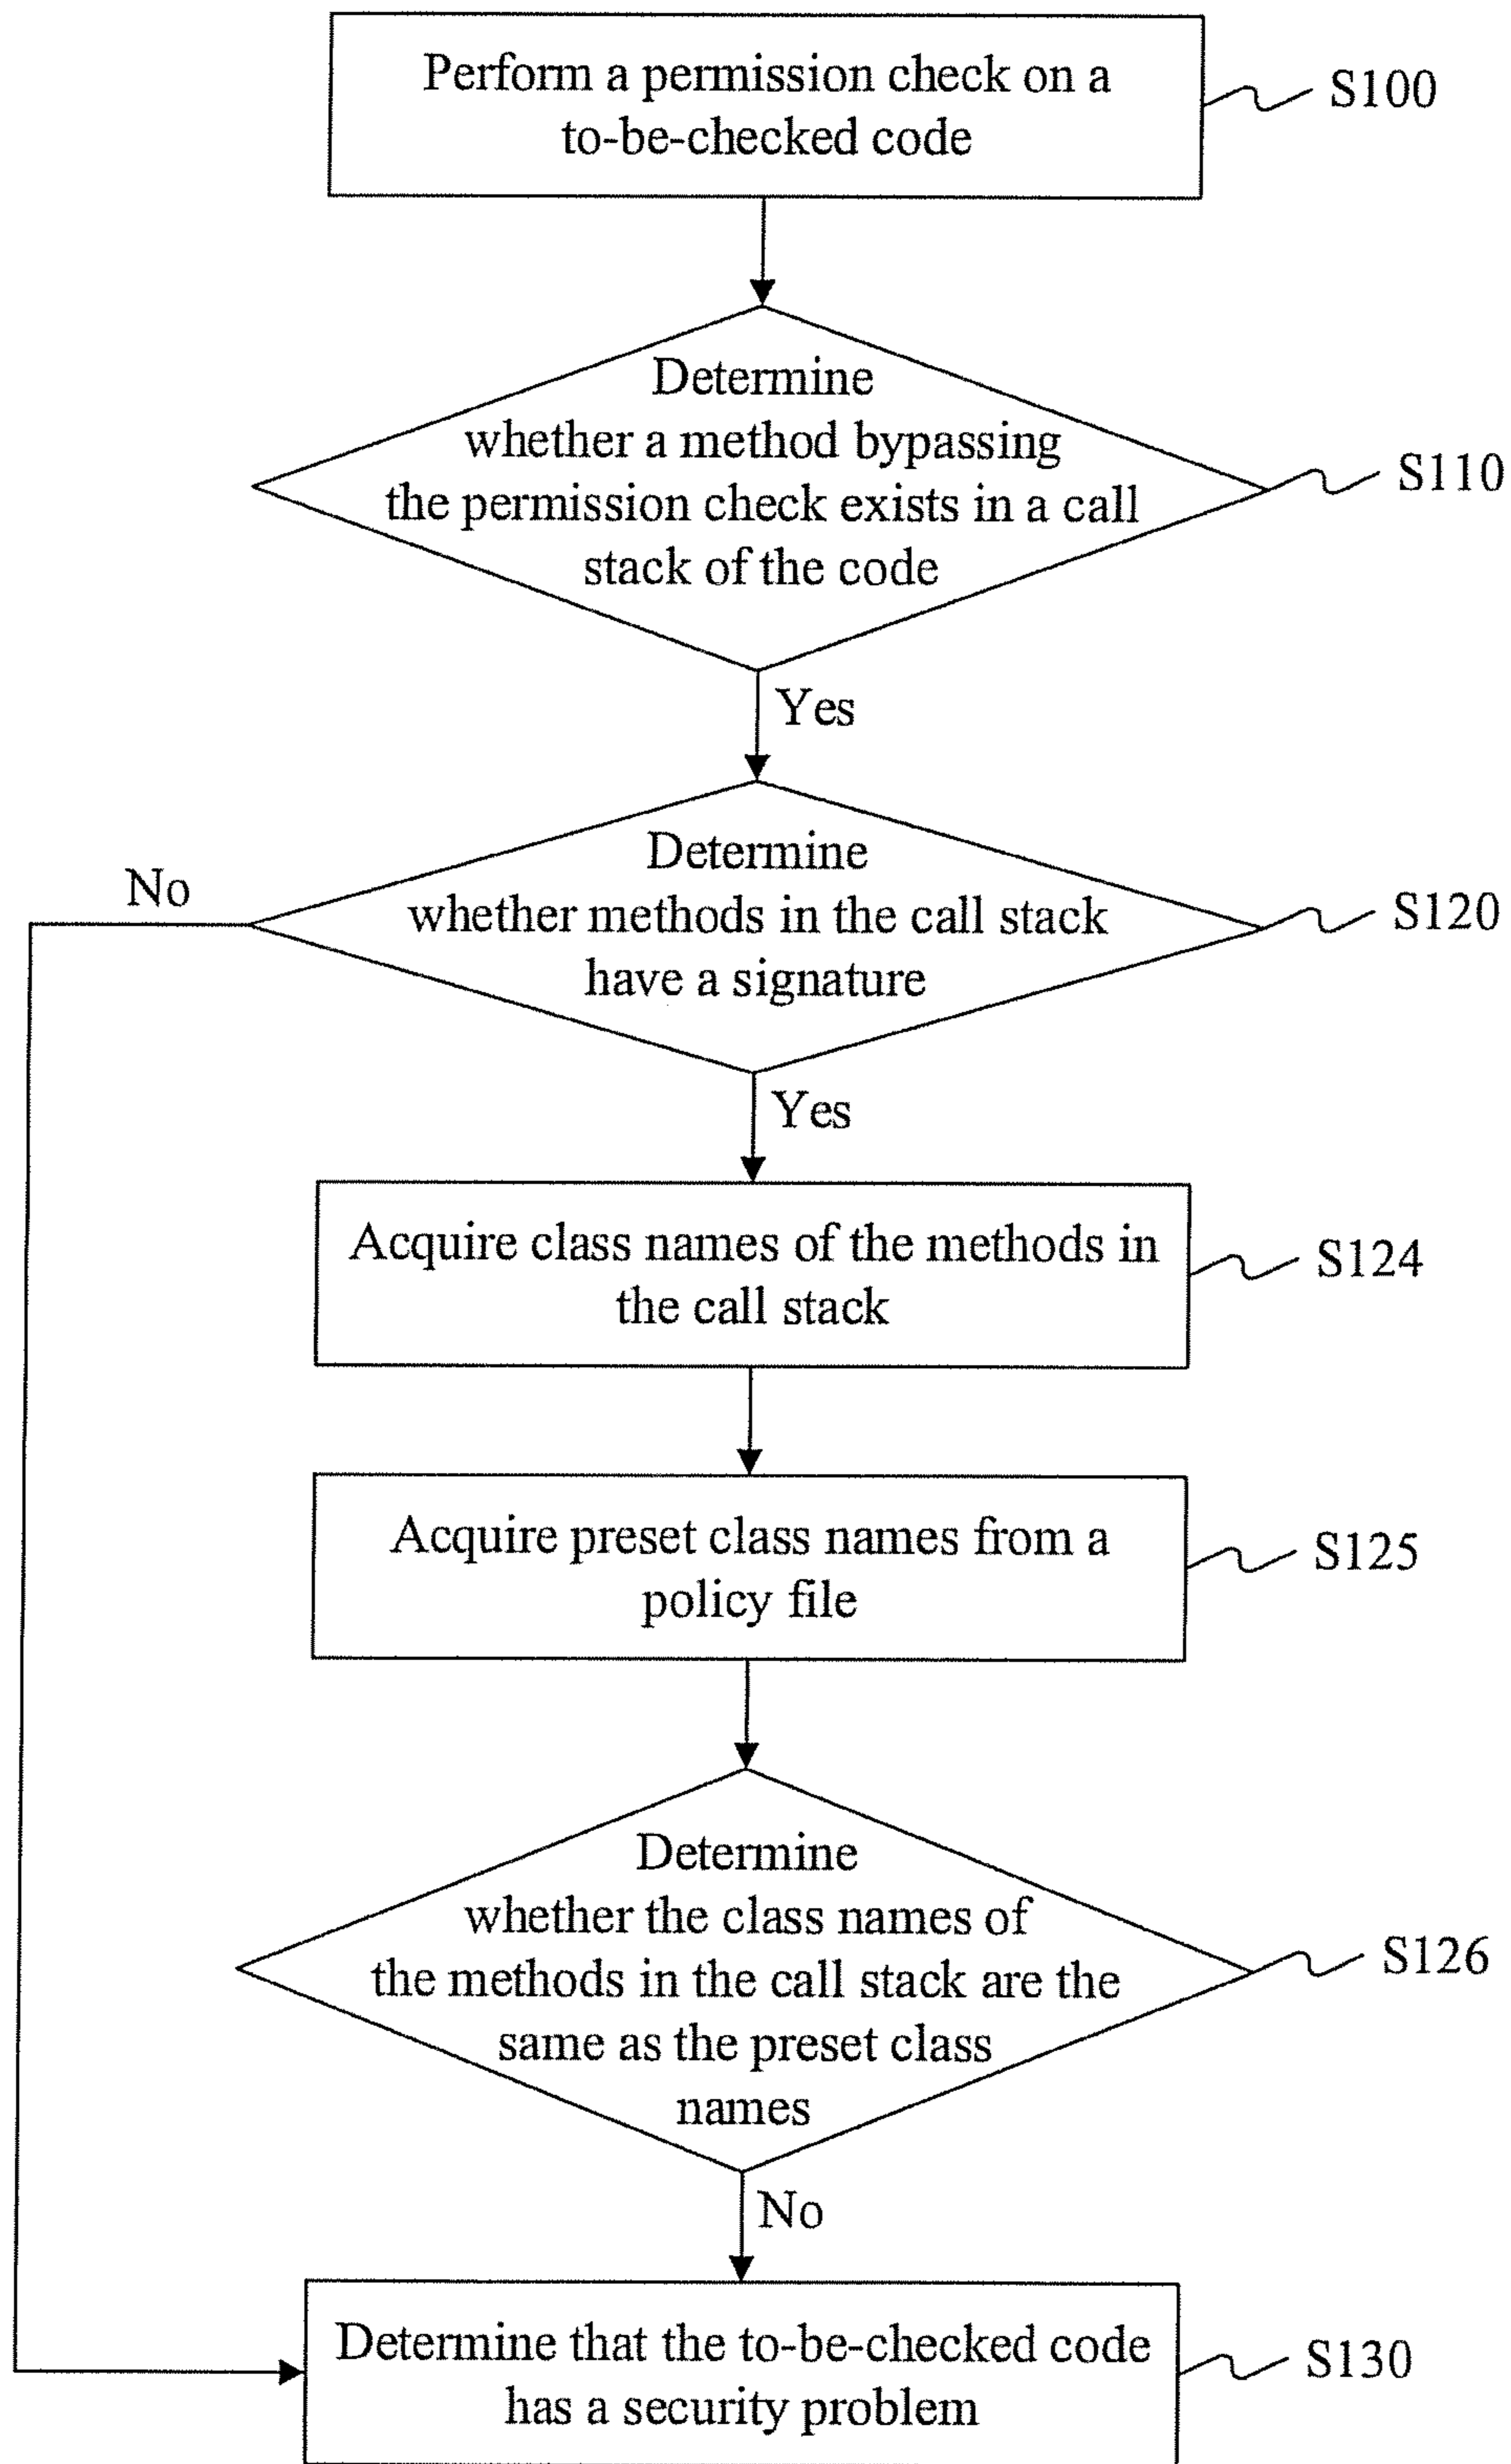 Perform a permission check on a
to-be-checked code
S100
Determine
whether a method bypassing
the permission check exists in a call
stack of the code
S110
Yes
Determine
whether methods in the call stack
have a signature
S120
No
Yes
Acquire class names of the methods in
the call stack
S124
Acquire preset class names from a
policy file
S125
Determine
whether the class names of
the methods in the call stack are the
same as the preset class
names
S126
No
Determine that the to-be-checked code
has a security problem
S130